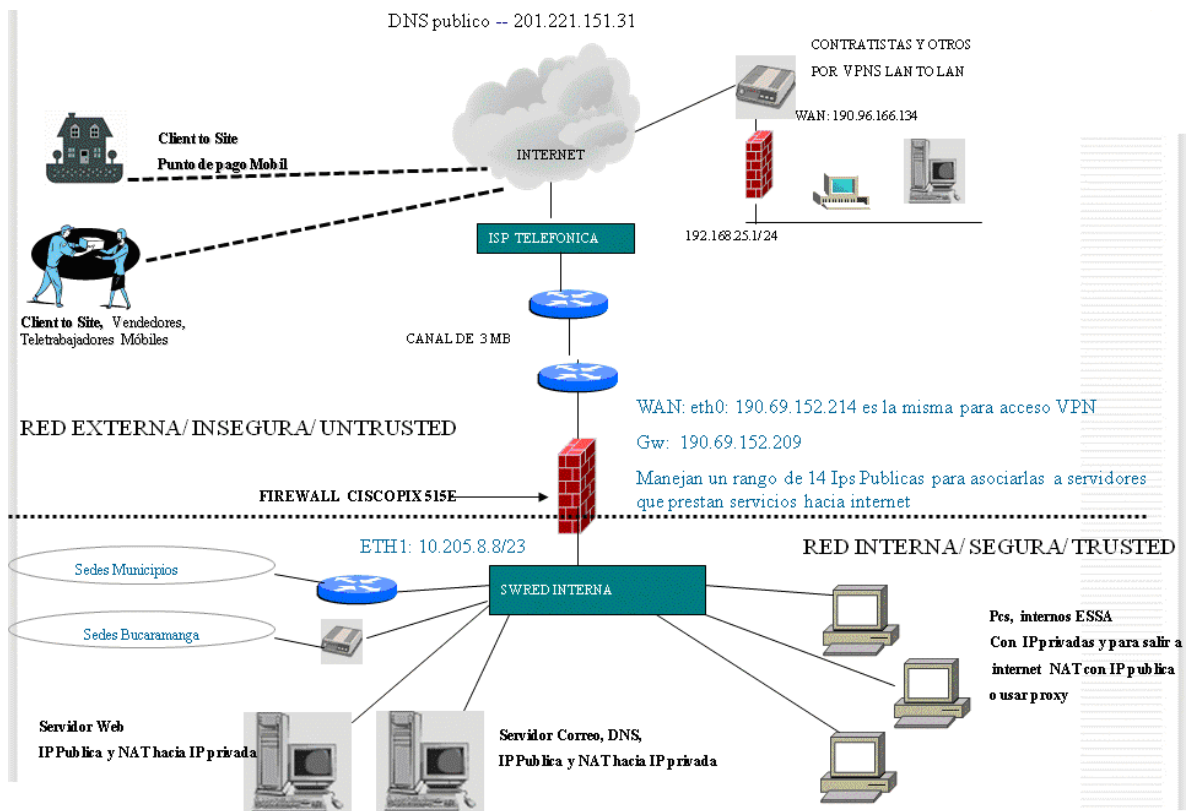 DNS publico -- 201.221.151.31
CONTRATISTAS Y OTROS
POR VPNS LAN TO LAN
WAN: 190.96.166.134
Client to Site
Punto de pago Mobil
INTERNET
192.168.25.1/24
ISP TELEFONICA
Client to Site, Vendedores,
Teletrabajadores Móbiles
CANAL DE 3 MB
WAN: eth0: 190.69.152.214 es la misma para acceso VPN
Gw: 190.69.152.209
Manejan un rango de 14 Ips Publicas para asociarlas a servidores
que prestan servicios hacia internet
RED EXTERNA/ INSEGURA/ UNTRUSTED
FIREWALL CISCO PIX 515E
ETH1: 10.205.8.8/23
RED INTERNA/ SEGURA/ TRUSTED
Sedes Municipios
SWRED INTERNA
Sedes Bucaramanga
Pcs, internos ESSA
Con IP privadas y para salir a
internet NAT con IP publica
o usar proxy
Servidor Web
IP Publica y NAT hacia IP privada
Servidor Correo, DNS,
IP Publica y NAT hacia IP privada